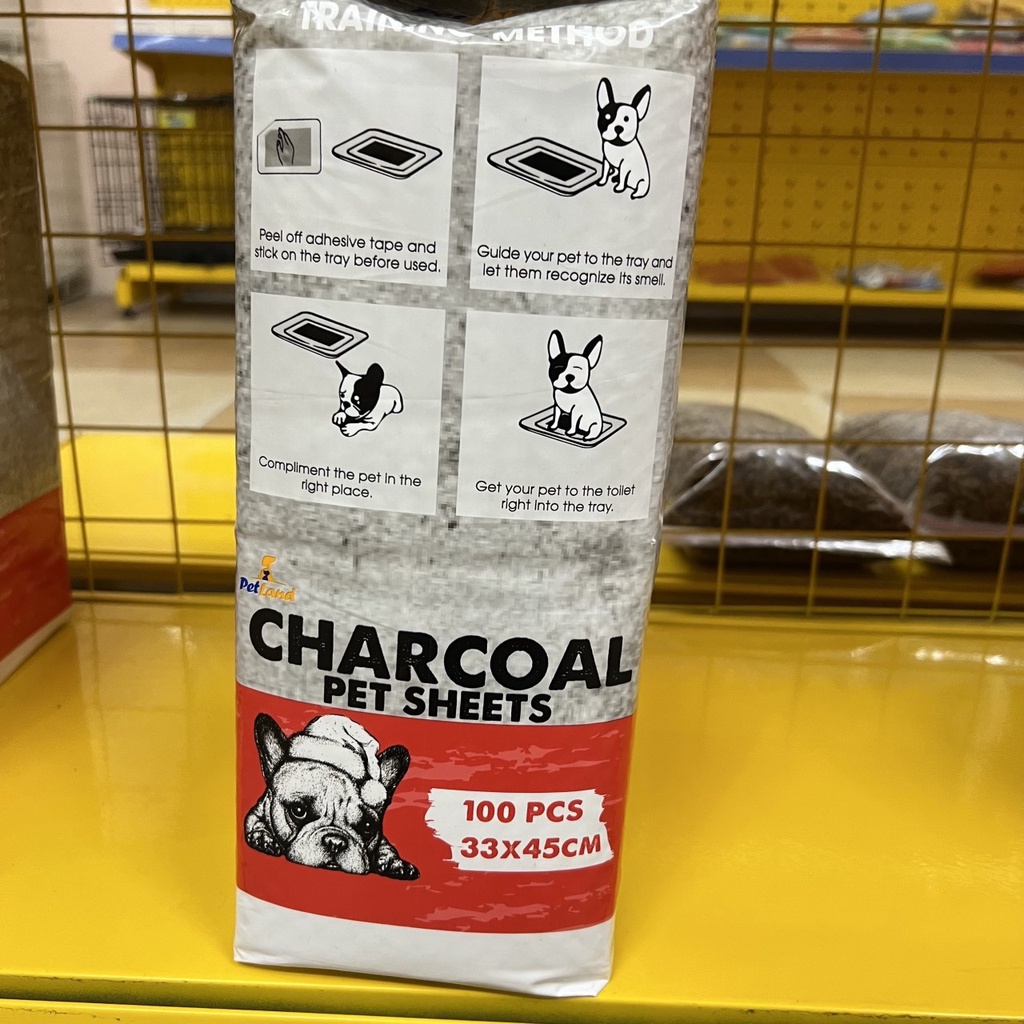 TRAINING METHOD
Peel off adhesive tape and
stick on the tray before used.
Guide your pet to the tray and
let them recognize its smell.
Compliment the pet in the
right place.
Get your pet to the toilet
right into the tray.
PetLand
CHARCOAL
PET SHEETS
100 PCS
33X45CM